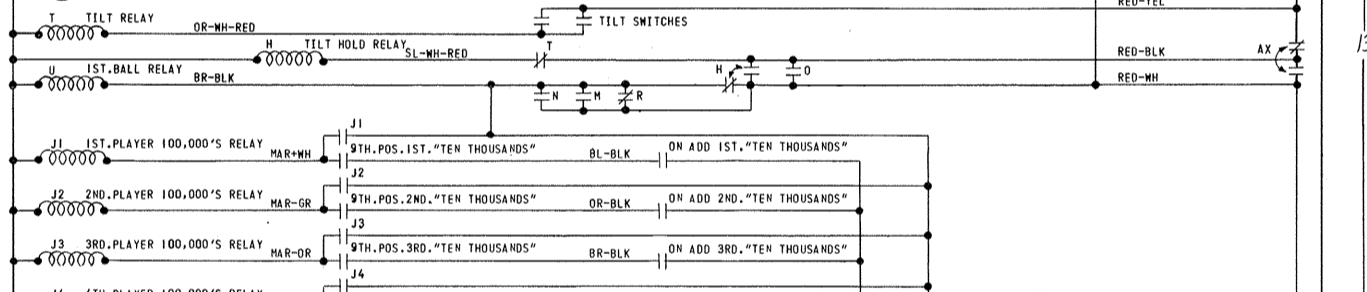 RED-YEL
T TILT RELAY
OR-WH-RED
TILT SWITCHES
H TILT HOLD RELAY
SL-WH-RED
T
RED-BLK
AX
U 1ST.BALL RELAY
BR-BLK
H
O
RED-WH
N
M
R
J1
J1 1ST.PLAYER 100,000'S RELAY
MAR+WH
9TH.POS.1ST."TEN THOUSANDS"
BL-BLK
ON ADD 1ST."TEN THOUSANDS"
J2
J2 2ND.PLAYER 100,000'S RELAY
MAR-GR
9TH.POS.2ND."TEN THOUSANDS"
OR-BLK
ON ADD 2ND."TEN THOUSANDS"
J3
J3 3RD.PLAYER 100,000'S RELAY
MAR-OR
9TH.POS.3RD."TEN THOUSANDS"
BR-BLK
ON ADD 3RD."TEN THOUSANDS"
J4